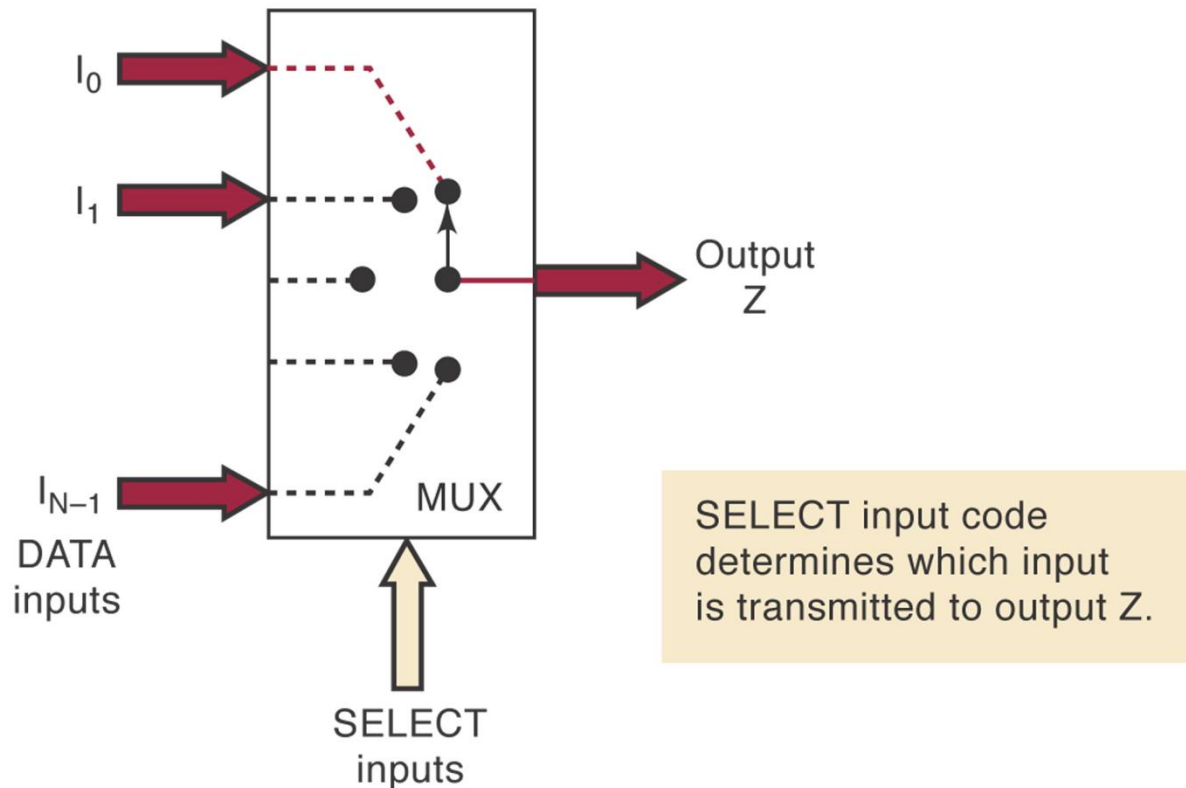 I₀
I₁
Output
Z
I_N–1
DATA
inputs
MUX
SELECT
inputs
SELECT input code
determines which input
is transmitted to output Z.